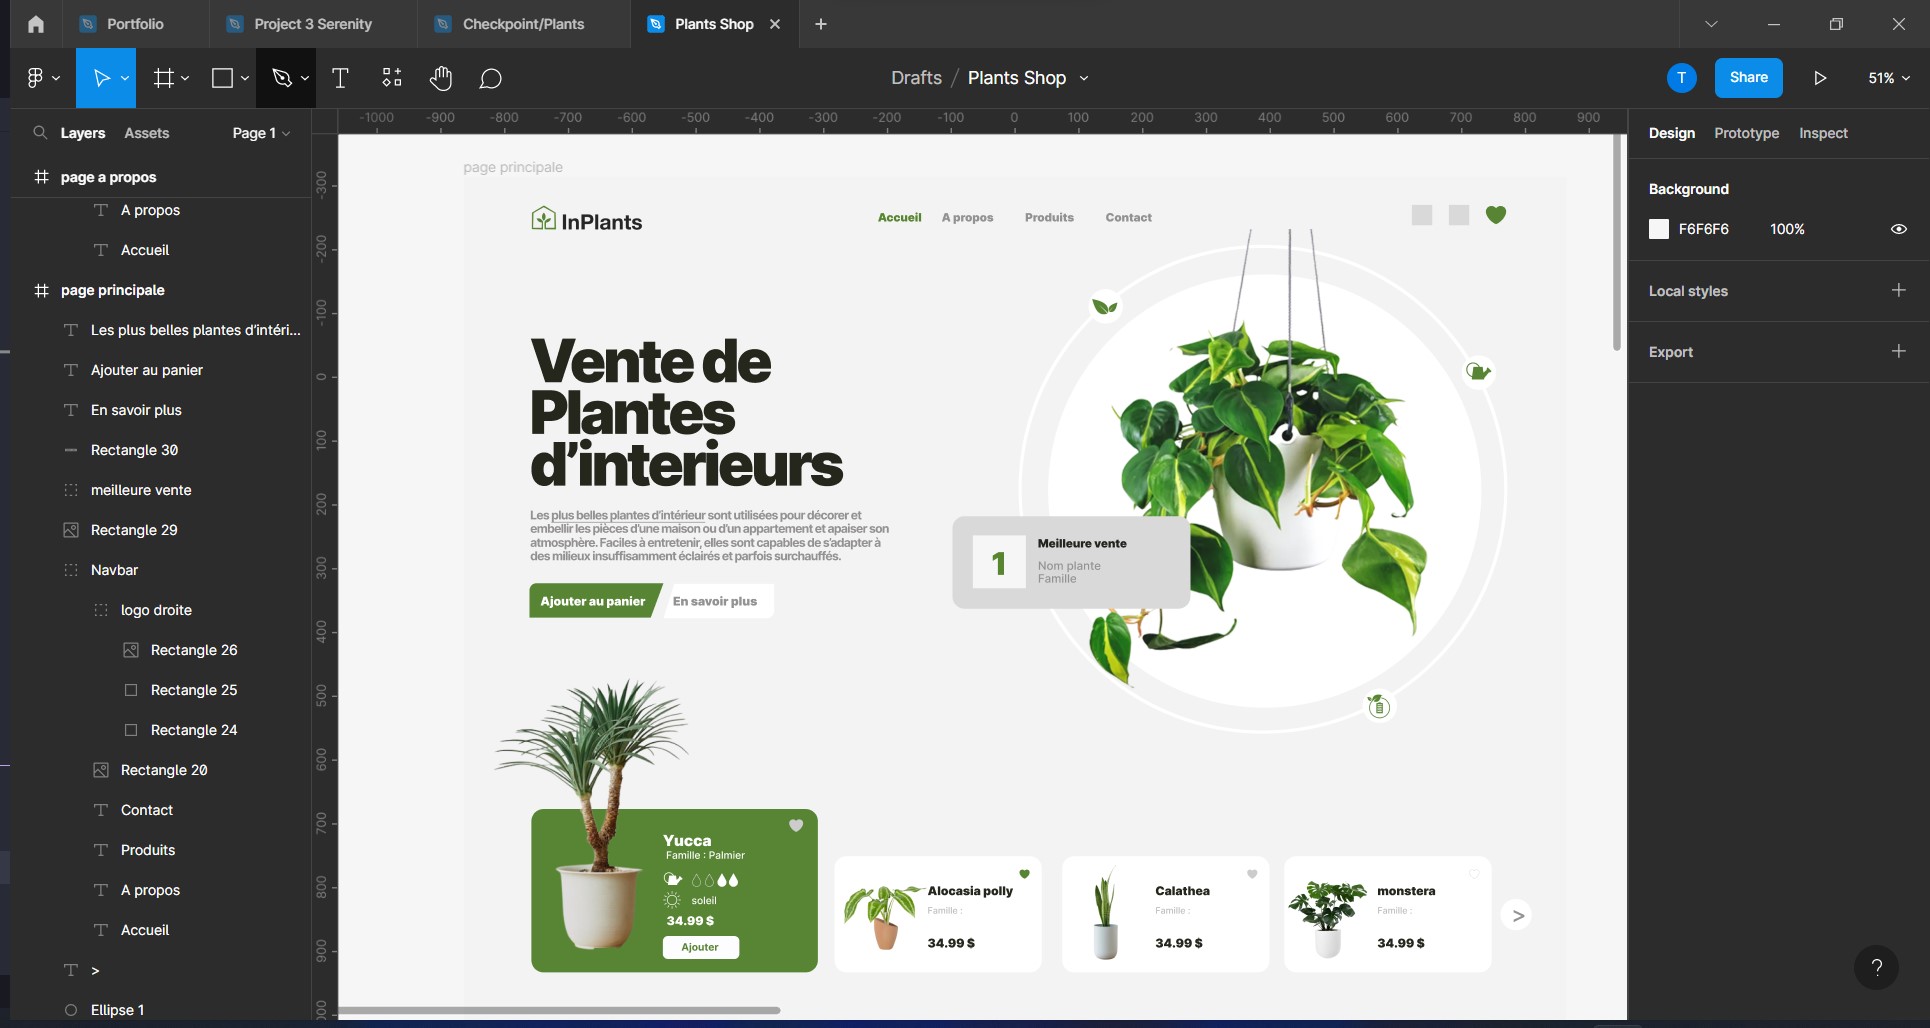 Portfolio
Project 3 Serenity
Checkpoint/Plants
Plants Shop
Drafts / Plants Shop
T
Share
51%
Layers
Assets
Page 1
page a propos
A propos
Accueil
page principale
Les plus belles plantes d'intéri...
Ajouter au panier
En savoir plus
Rectangle 30
meilleure vente
Rectangle 29
Navbar
logo droite
Rectangle 26
Rectangle 25
Rectangle 24
Rectangle 20
Contact
Produits
A propos
Accueil
>
Ellipse 1
-1000 -900 -800 -700 -600 -500 -400 -300 -200 -100 0 100 200 300 400 500 600 700 800 900
-300
-200
-100
0
100
200
300
400
500
600
700
800
900
page principale
InPlants
Accueil A propos Produits Contact
Vente de
Plantes
d'interieurs
Les plus belles plantes d'intérieur sont utilisées pour décorer et
embellir les pièces d'une maison ou d'un appartement et apaiser son
atmosphère. Faciles à entretenir, elles sont capables de s'adapter à
des milieux insuffisamment éclairés et parfois surchauffés.
Ajouter au panier
En savoir plus
1
Meilleure vente
Nom plante
Famille
Yucca
Famille : Palmier
soleil
34.99 $
Ajouter
Alocasia polly
Famille :
34.99 $
Calathea
Famille :
34.99 $
monstera
Famille :
34.99 $
>
Design
Prototype
Inspect
Background
F6F6F6
100%
Local styles
Export
?